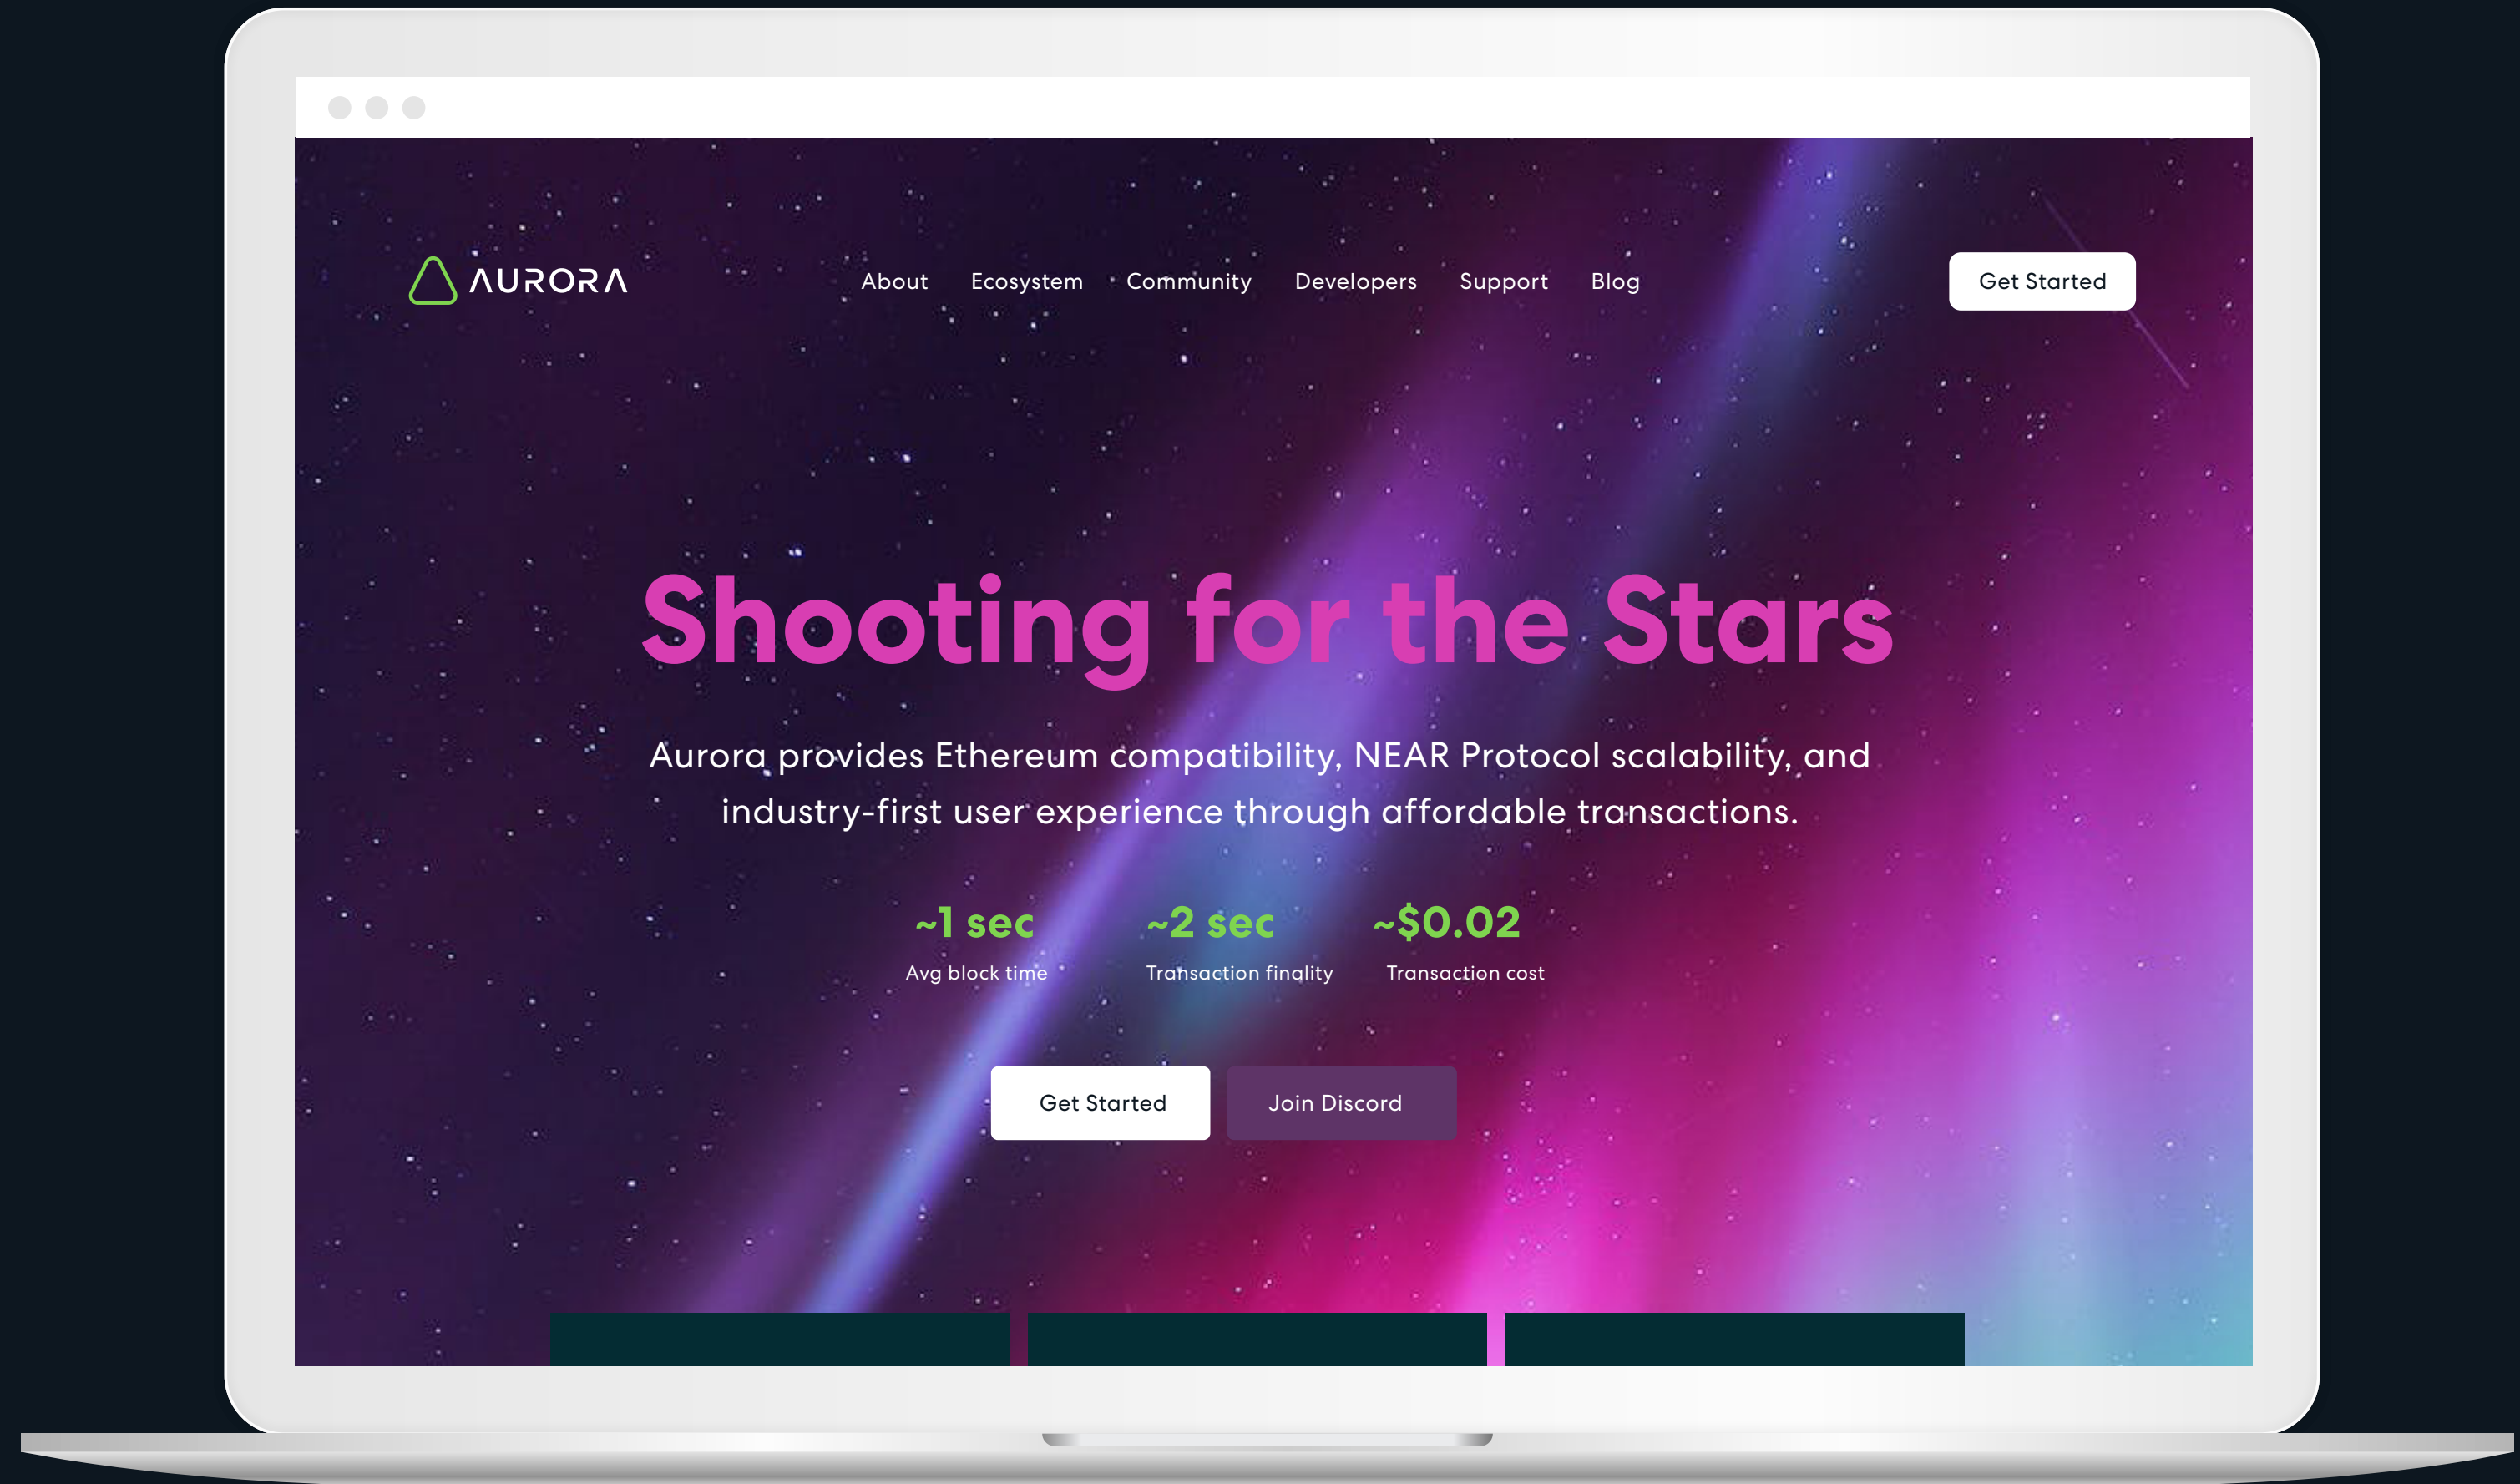 AURORA
About Ecosystem Community Developers Support Blog
Get Started
Shooting for the Stars
Aurora provides Ethereum compatibility, NEAR Protocol scalability, and
industry-first user experience through affordable transactions.
~1 sec ~2 sec ~$0.02
Avg block time Transaction finality Transaction cost
Get Started Join Discord